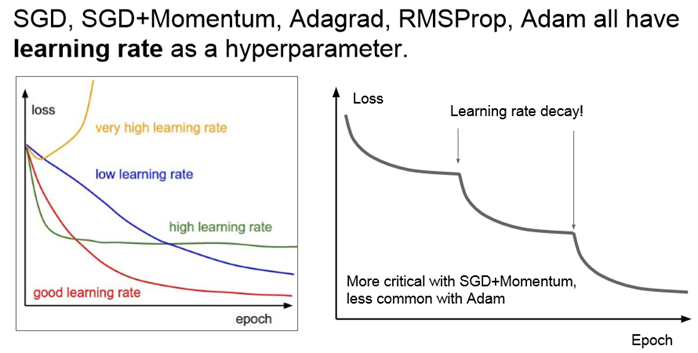 SGD, SGD+Momentum, Adagrad, RMSProp, Adam all have
learning rate as a hyperparameter.
loss
very high learning rate
low learning rate
high learning rate
good learning rate
epoch
Loss
Learning rate decay!
More critical with SGD+Momentum,
less common with Adam
Epoch